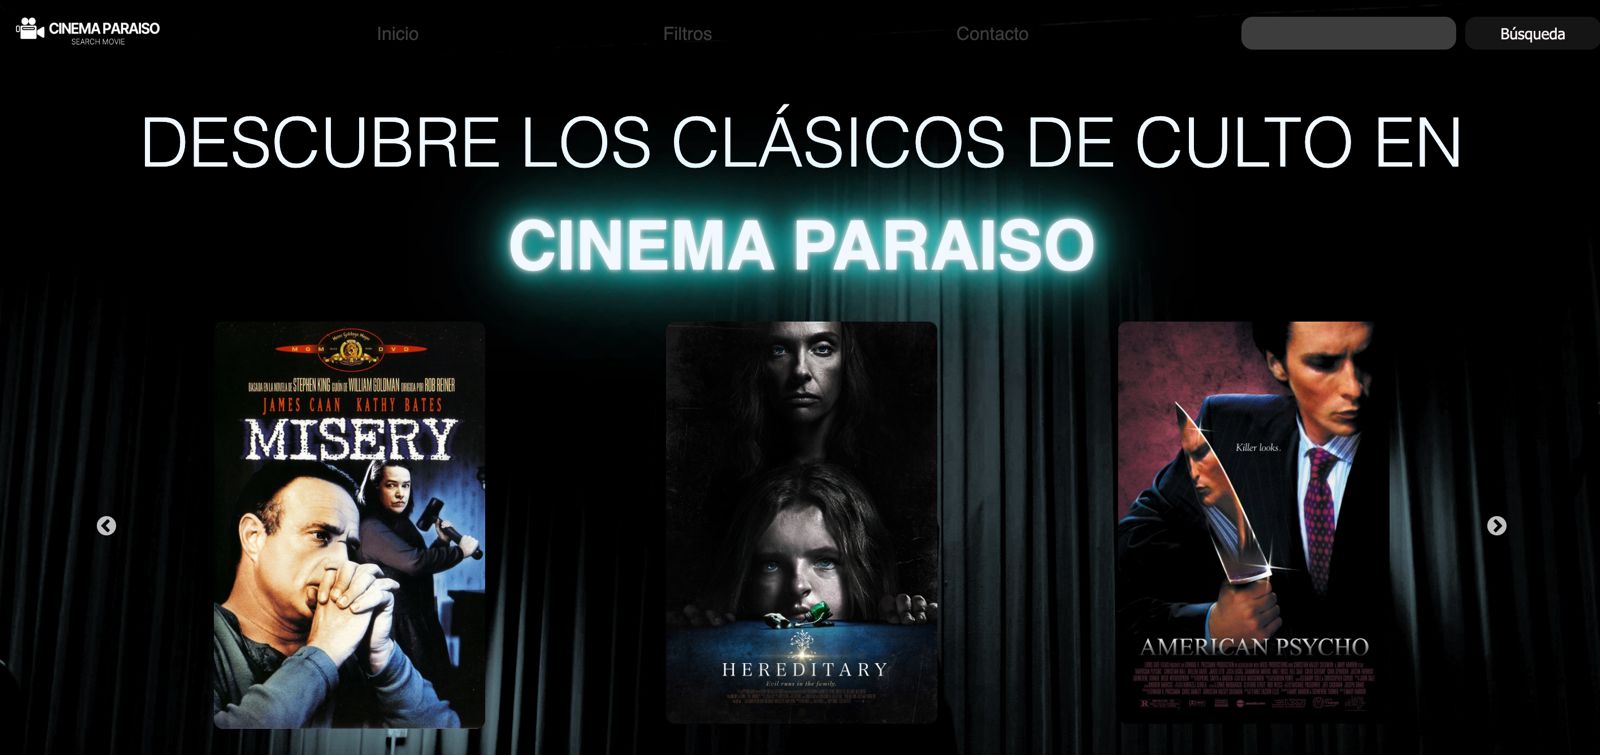 CINEMA PARAISO
SEARCH MOVIE
Inicio
Filtros
Contacto
Búsqueda
DESCUBRE LOS CLÁSICOS DE CULTO EN
CINEMA PARAISO
MGM DVD
BASADA EN LA NOVELA DE STEPHEN KING GUIÓN DE WILLIAM GOLDMAN DIRIGIDA POR ROB REINER
JAMES CAAN KATHY BATES
MISERY
HEREDITARY
Evil runs in the family.
Killer looks.
AMERICAN PSYCHO